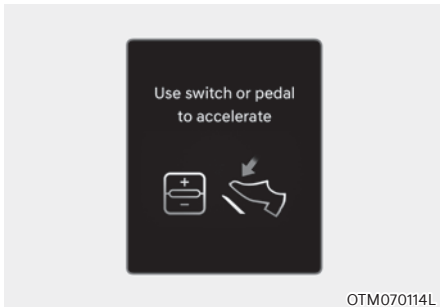 Use switch or pedal
to accelerate
+
−
OTM070114L